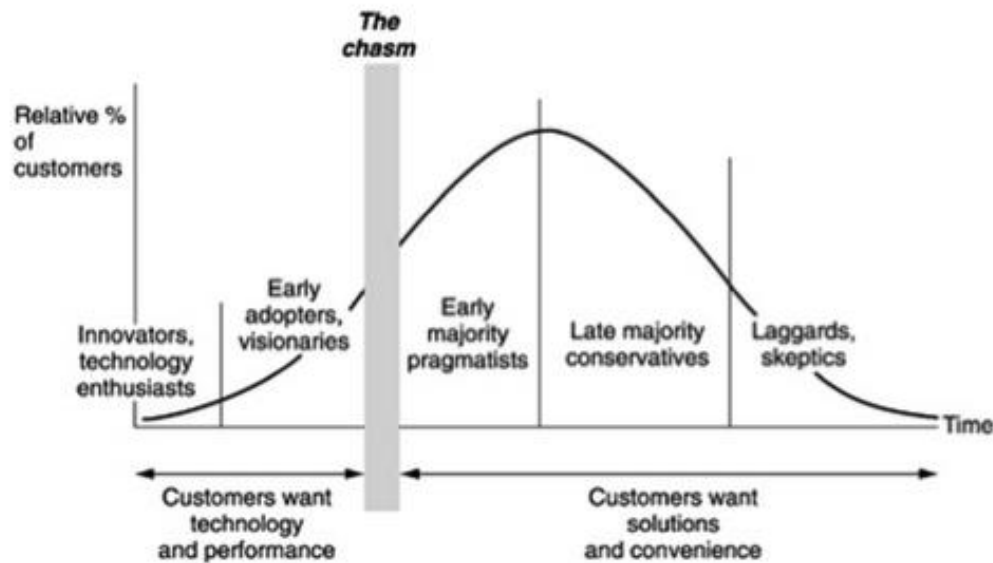 The
chasm
Relative %
of
customers
Innovators,
technology
enthusiasts
Early
adopters,
visionaries
Early
majority
pragmatists
Late majority
conservatives
Laggards,
skeptics
Time
Customers want
technology
and performance
Customers want
solutions
and convenience